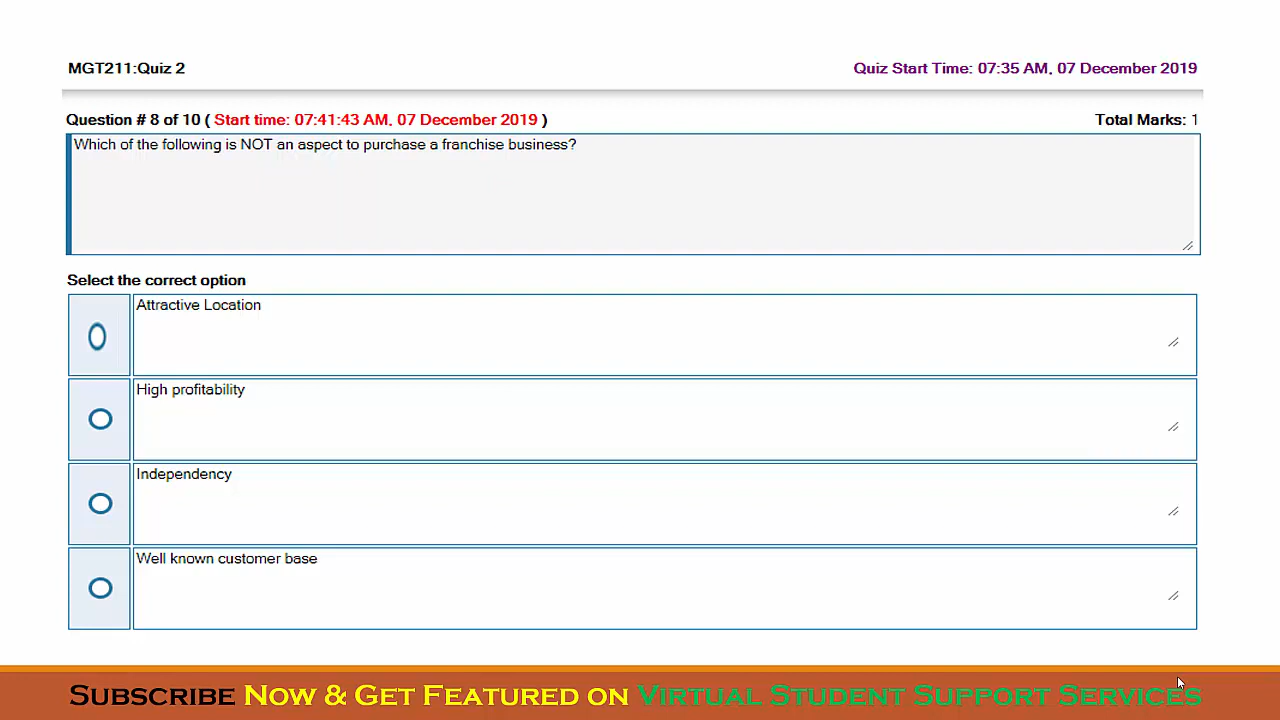 MGT211:Quiz 2
Quiz Start Time: 07:35 AM, 07 December 2019
Question # 8 of 10 ( Start time: 07:41:43 AM, 07 December 2019 )
Total Marks: 1
Which of the following is NOT an aspect to purchase a franchise business?
Select the correct option
Attractive Location
High profitability
Independency
Well known customer base
Subscribe Now & Get Featured on Virtual Student Support Services